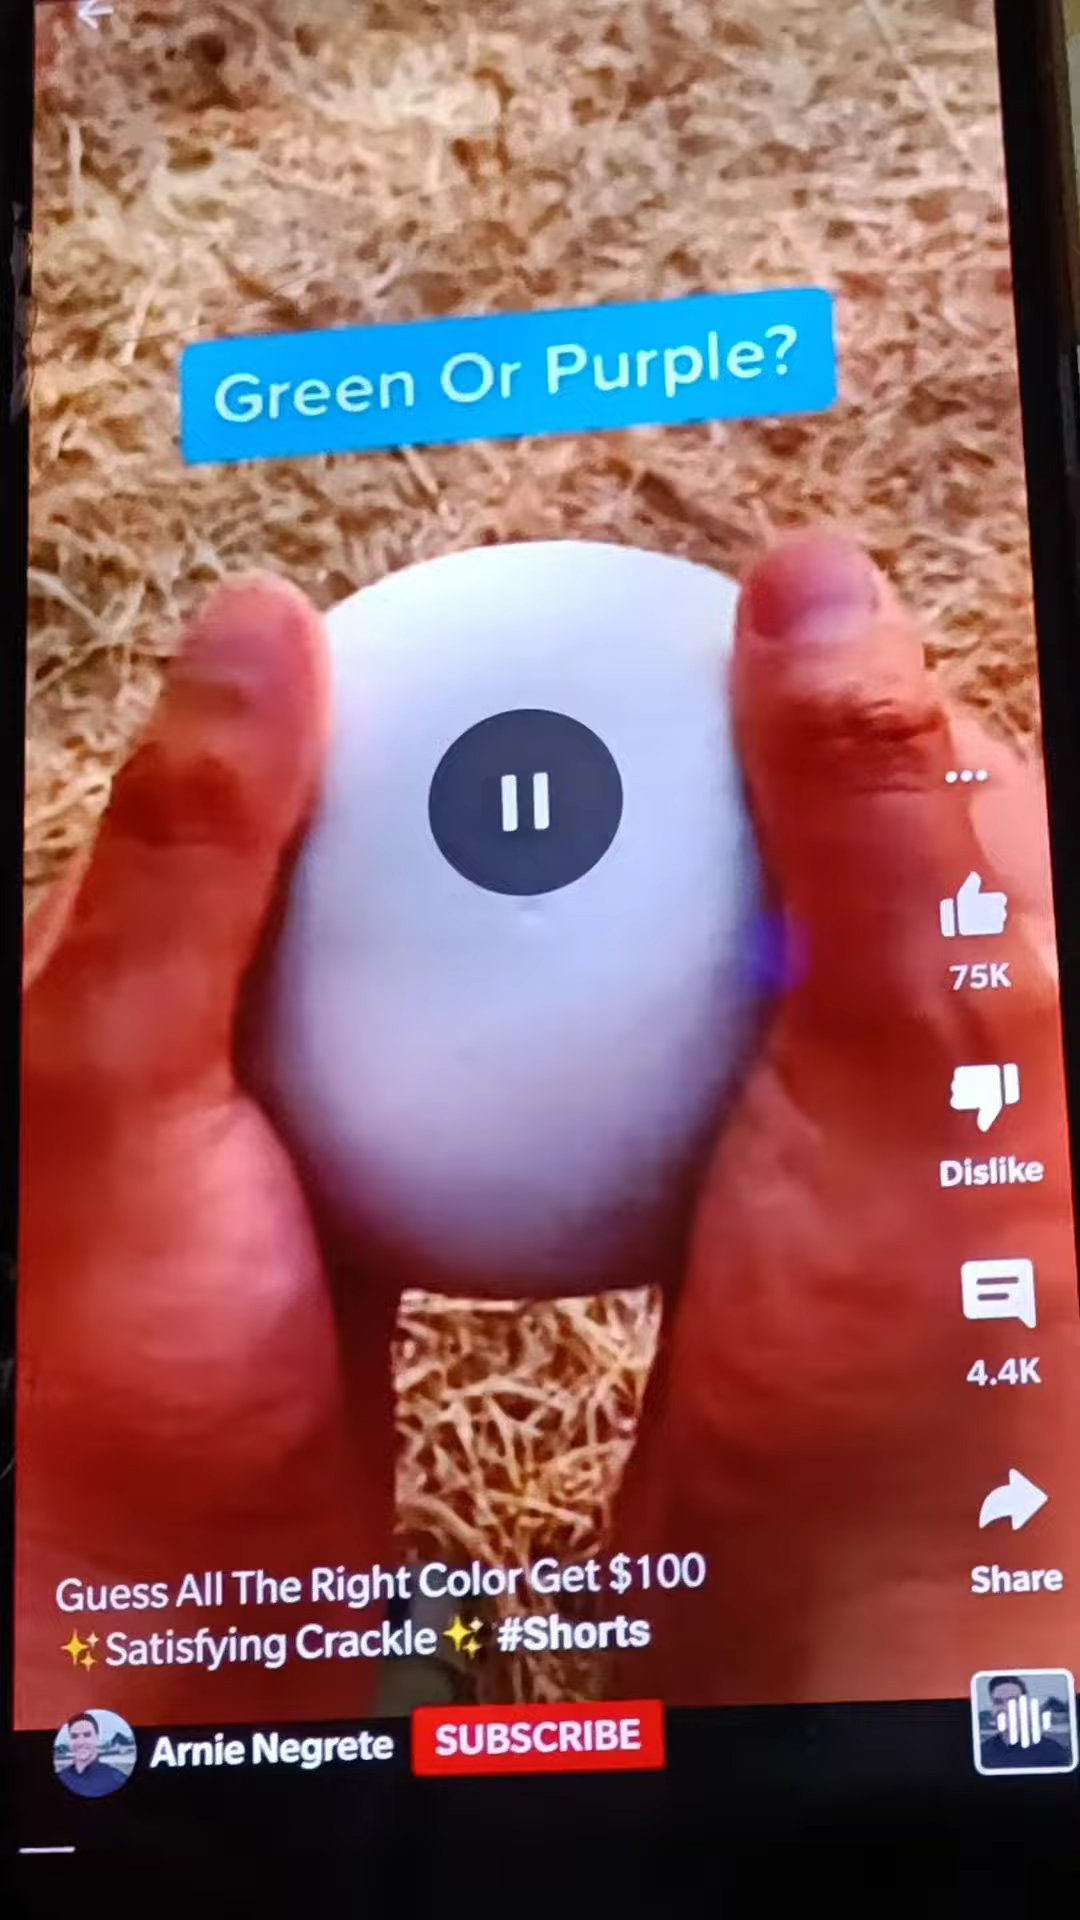 Green Or Purple?
75K
Dislike
4.4K
Share
Guess All The Right Color Get $100
✨Satisfying Crackle✨ #Shorts
Arnie Negrete
SUBSCRIBE